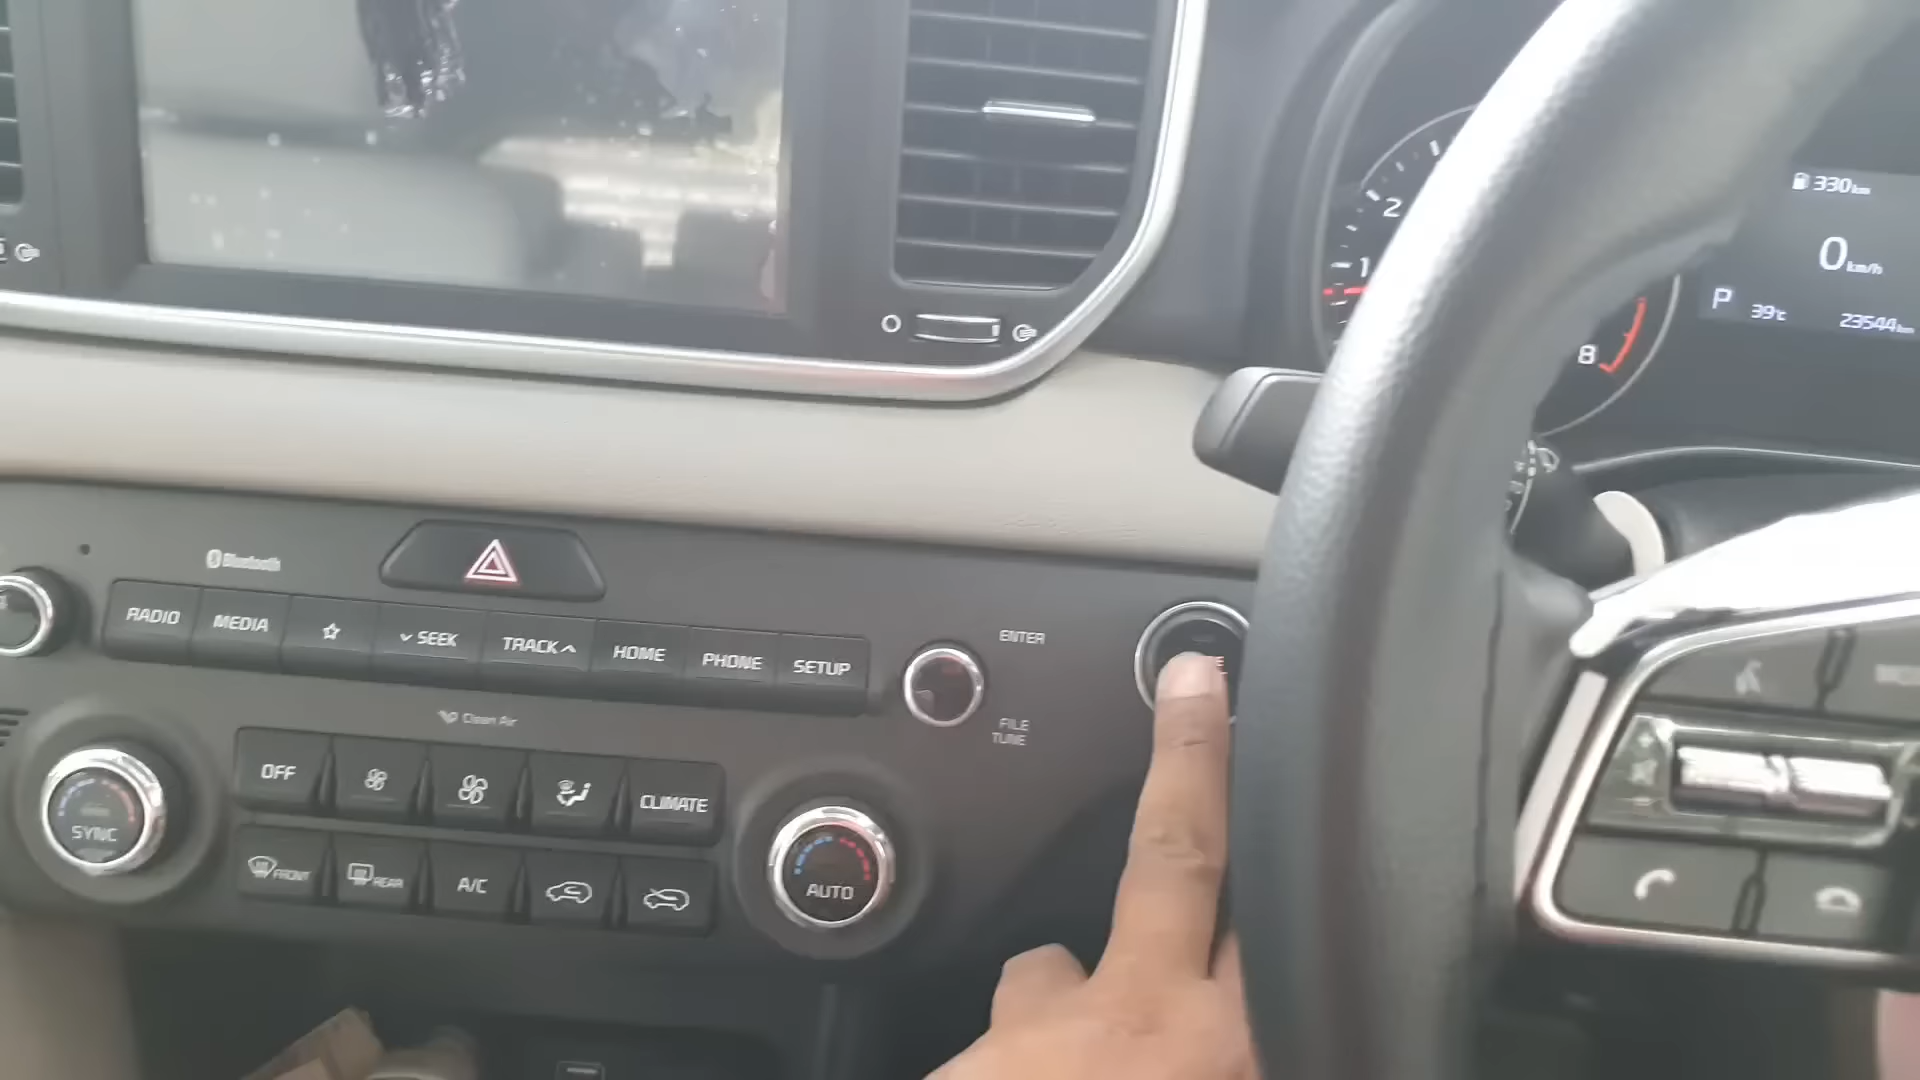 330km
2
0km/h
1
P 39°c 23544km
8
Bluetooth
RADIO MEDIA SEEK TRACK HOME PHONE SETUP
ENTER
FILE
TUNE
Clean Air
OFF CLIMATE
SYNC
FRONT REAR A/C
AUTO